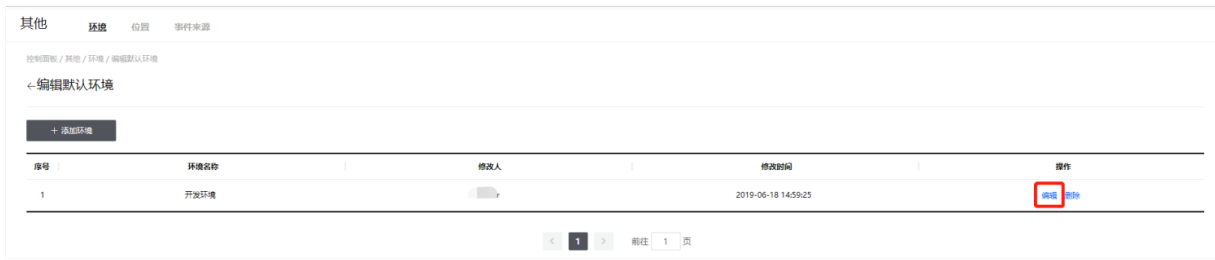 其他 环境 位置 事件来源
控制面板 / 其他 / 环境 / 编辑默认环境
←编辑默认环境
+ 添加环境
序号 环境名称 修改人 修改时间 操作
1 开发环境 r 2019-06-18 14:59:25 编辑 删除
< 1 > 前往 1 页